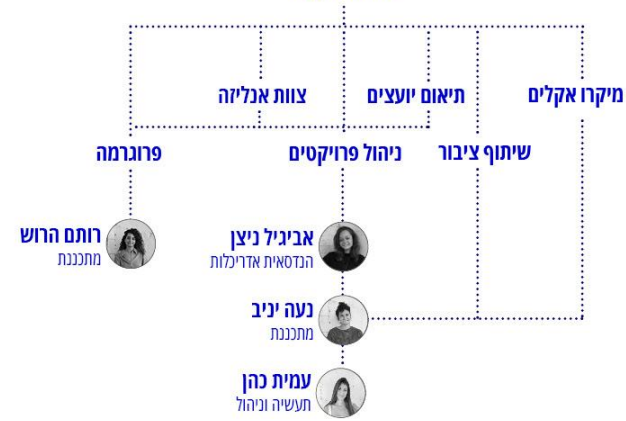 מיקרו אקלים
תיאום יועצים
צוות אנליזה
שיתוף ציבור
ניהול פרויקטים
פרוגרמה
אביגיל ניצן
הנדסאית אדריכלות
רותם הרוש
מתכננת
נעה יניב
מתכננת
עמית כהן
תעשיה וניהול